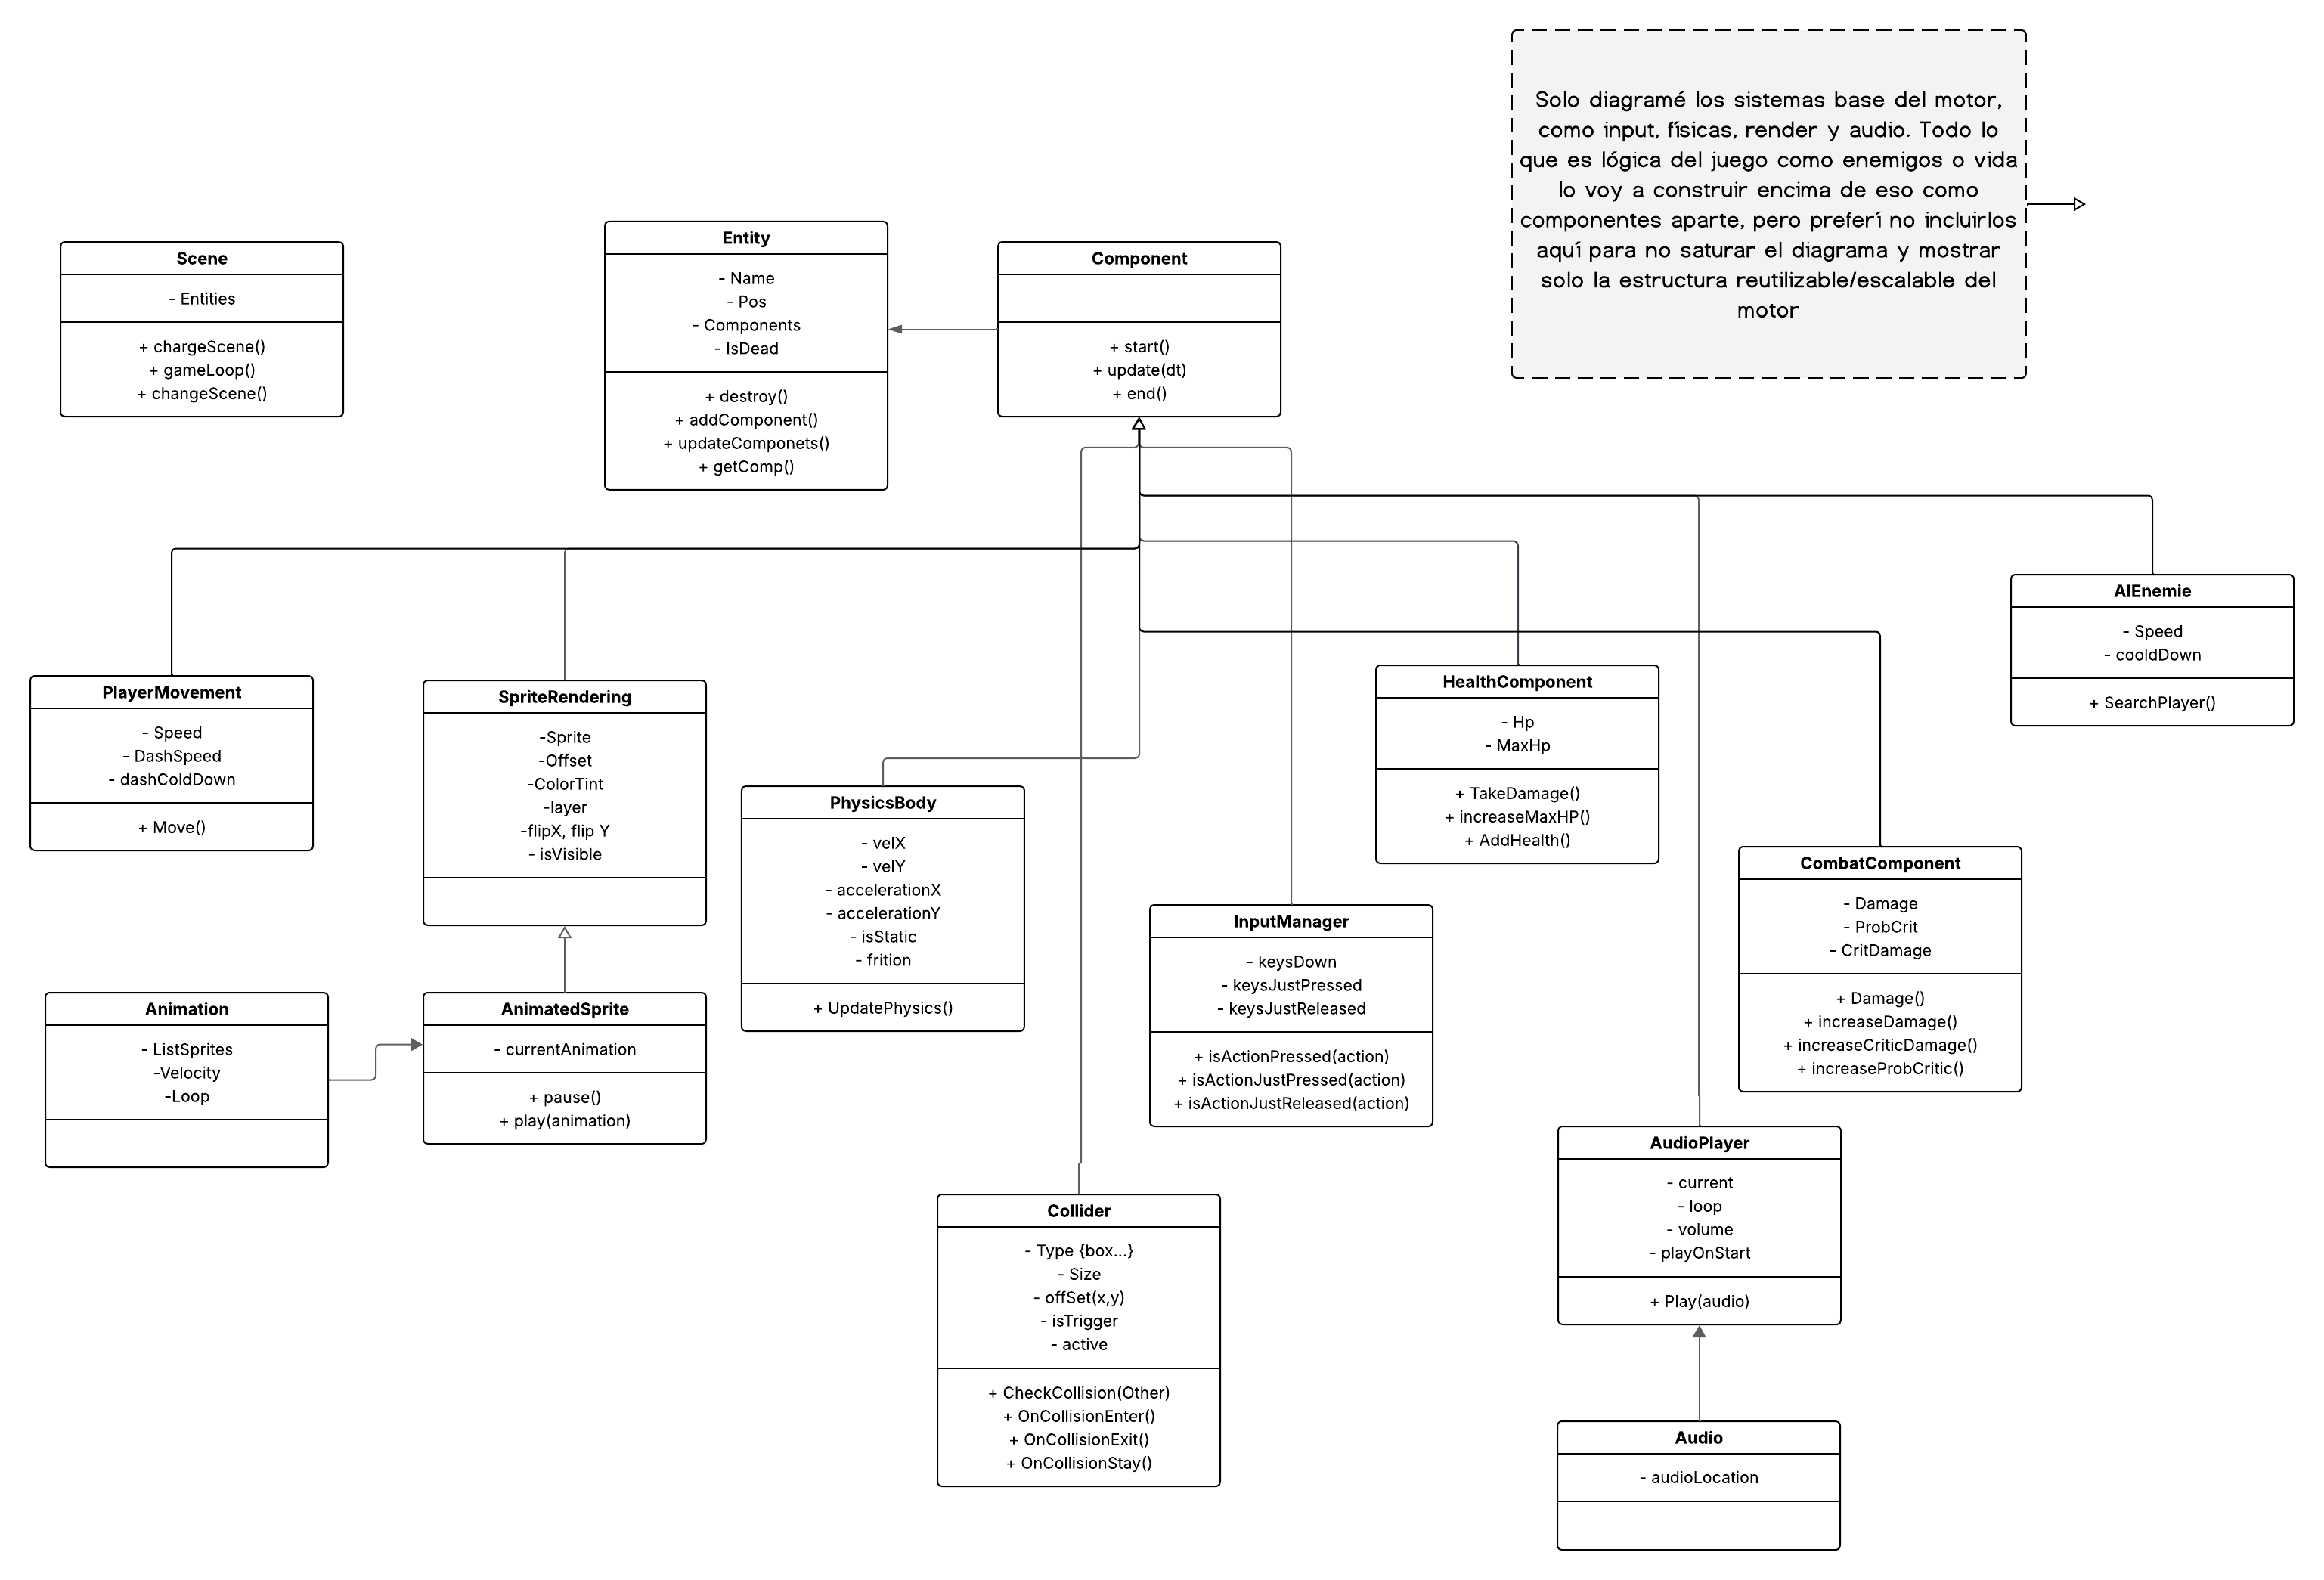 Solo diagramé los sistemas base del motor,
como input, físicas, render y audio. Todo lo
que es lógica del juego como enemigos o vida
lo voy a construir encima de eso como
componentes aparte, pero preferí no incluirlos
aquí para no saturar el diagrama y mostrar
solo la estructura reutilizable/escalable del
motor
Scene
- Entities
+ chargeScene()
+ gameLoop()
+ changeScene()
Entity
- Name
- Pos
- Components
- IsDead
+ destroy()
+ addComponent()
+ updateComponets()
+ getComp()
Component
+ start()
+ update(dt)
+ end()
PlayerMovement
- Speed
- DashSpeed
- dashColdDown
+ Move()
SpriteRendering
-Sprite
-Offset
-ColorTint
-layer
-flipX, flip Y
- isVisible
PhysicsBody
- velX
- velY
- accelerationX
- accelerationY
- isStatic
- frition
+ UpdatePhysics()
HealthComponent
- Hp
- MaxHp
+ TakeDamage()
+ increaseMaxHP()
+ AddHealth()
AIEnemie
- Speed
- cooldDown
+ SearchPlayer()
CombatComponent
- Damage
- ProbCrit
- CritDamage
+ Damage()
+ increaseDamage()
+ increaseCriticDamage()
+ increaseProbCritic()
InputManager
- keysDown
- keysJustPressed
- keysJustReleased
+ isActionPressed(action)
+ isActionJustPressed(action)
+ isActionJustReleased(action)
Animation
- ListSprites
-Velocity
-Loop
AnimatedSprite
- currentAnimation
+ pause()
+ play(animation)
Collider
- Type {box...}
- Size
- offSet(x,y)
- isTrigger
- active
+ CheckCollision(Other)
+ OnCollisionEnter()
+ OnCollisionExit()
+ OnCollisionStay()
AudioPlayer
- current
- loop
- volume
- playOnStart
+ Play(audio)
Audio
- audioLocation